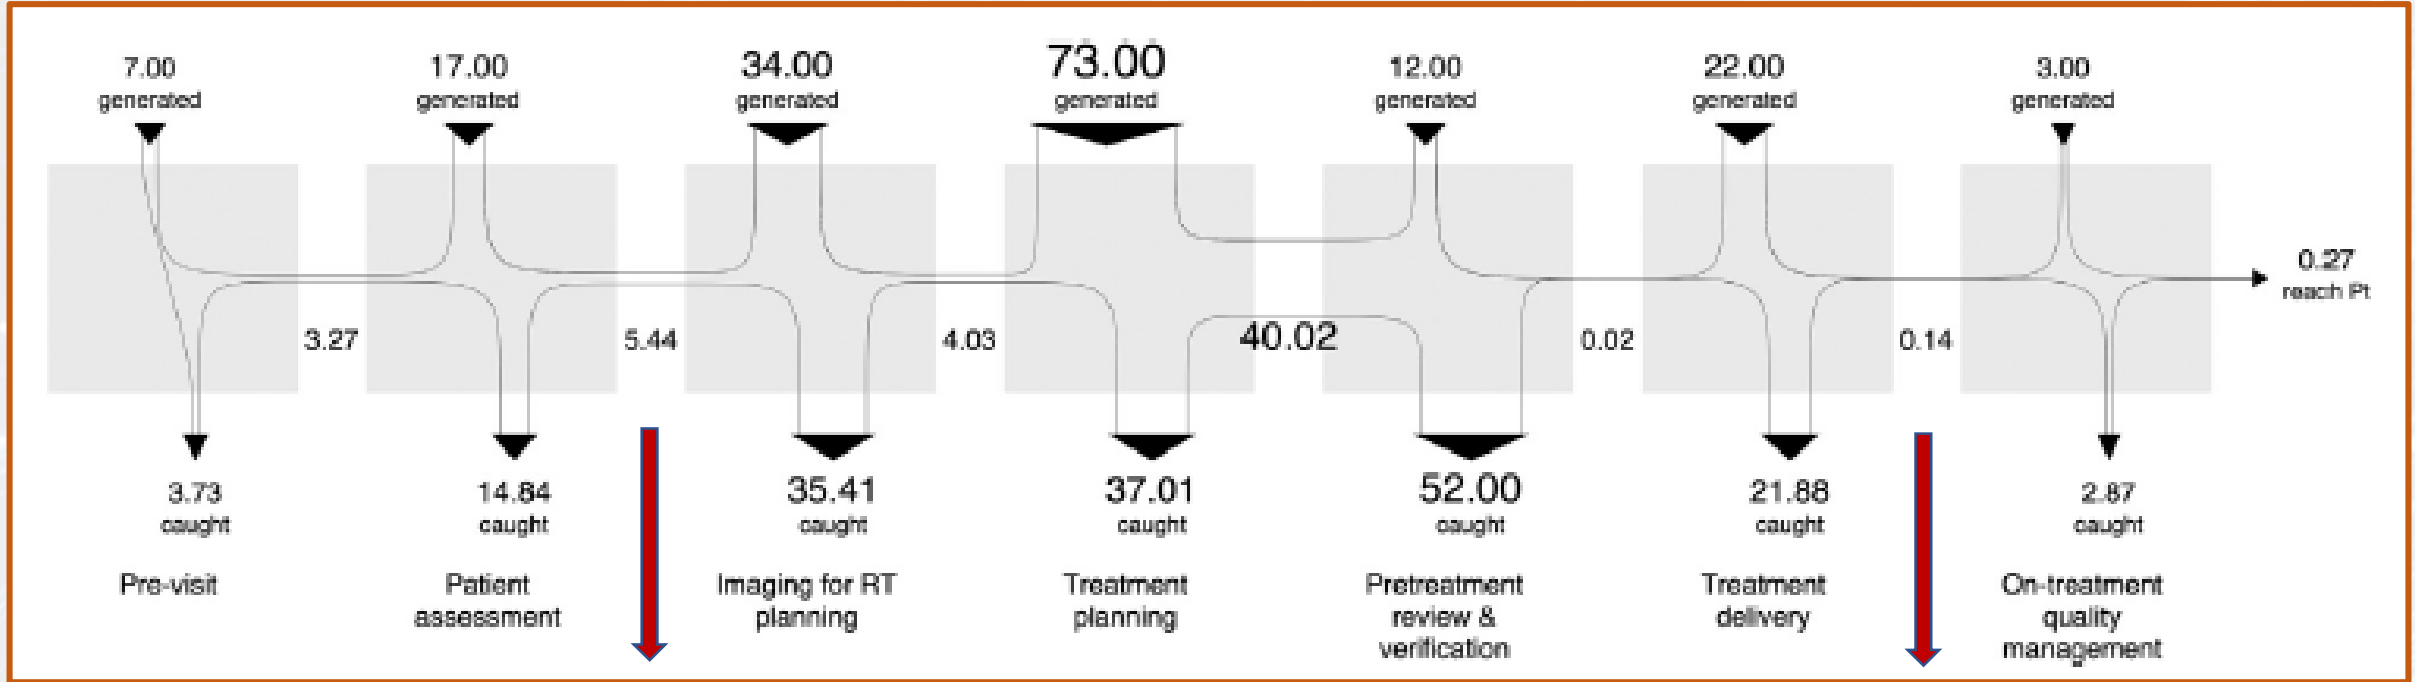 7.00
generated
17.00
generated
34.00
generated
73.00
generated
12.00
generated
22.00
generated
3.00
generated
0.27
reach Pt
3.27
5.44
4.03
40.02
0.02
0.14
3.73
caught
14.84
caught
35.41
caught
37.01
caught
52.00
caught
21.88
caught
2.87
caught
Pre-visit
Patient
assessment
Imaging for RT
planning
Treatment
planning
Pretreatment
review &
verification
Treatment
delivery
On-treatment
quality
management